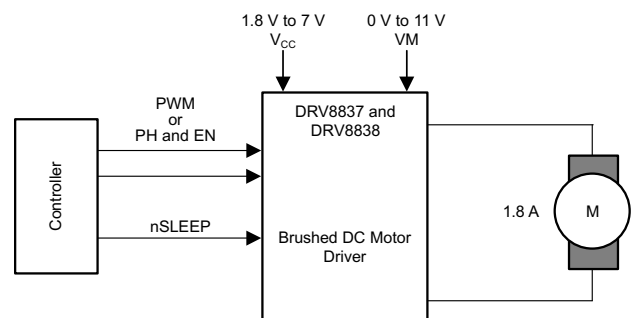 1.8 V to 7 V
VCC
0 V to 11 V
VM
PWM
or
PH and EN
nSLEEP
Controller
DRV8837 and
DRV8838
Brushed DC Motor
Driver
1.8 A
M